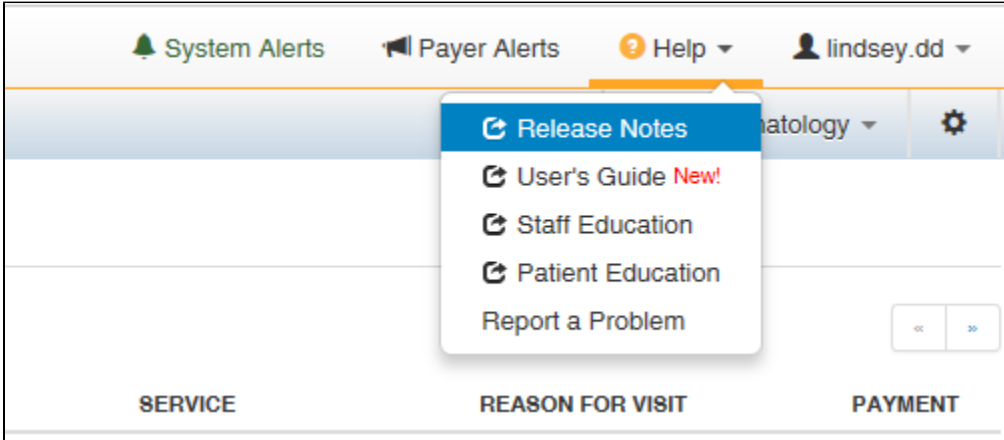 System Alerts Payer Alerts Help lindsey.dd
Release Notes
User's Guide New!
Staff Education
Patient Education
Report a Problem
« »
SERVICE REASON FOR VISIT PAYMENT